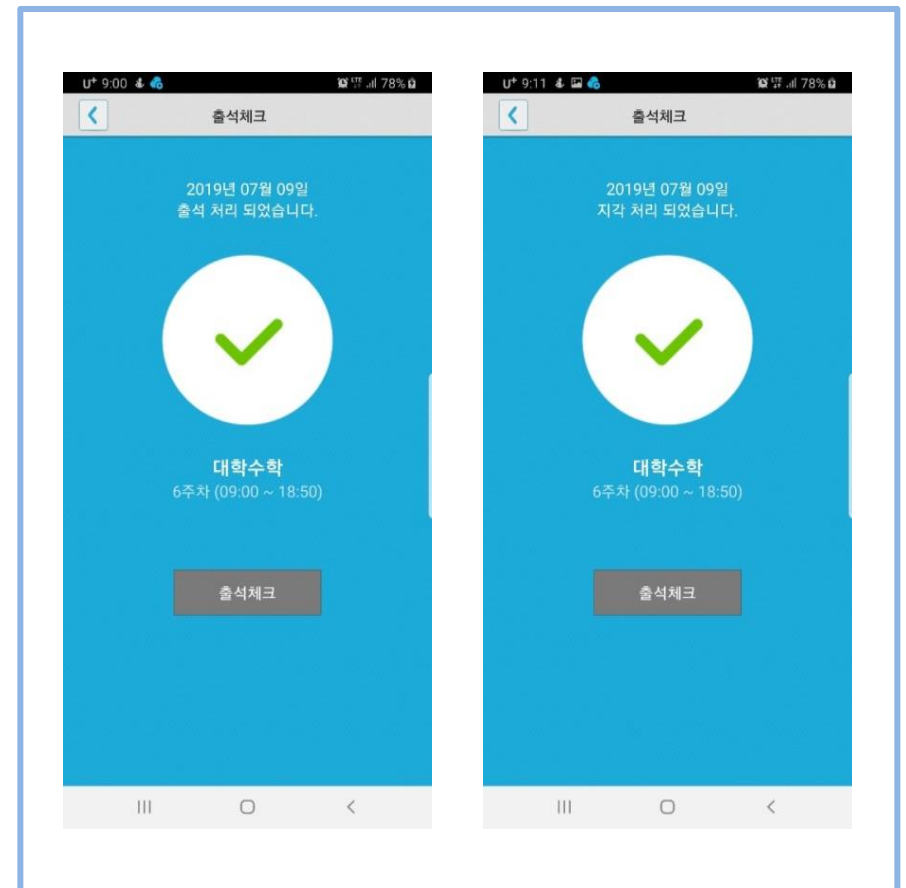 U+ 9:00 LTE 78%
출석체크
2019년 07월 09일
출석 처리 되었습니다.
대학수학
6주차 (09:00 ~ 18:50)
출석체크
U+ 9:11 LTE 78%
출석체크
2019년 07월 09일
지각 처리 되었습니다.
대학수학
6주차 (09:00 ~ 18:50)
출석체크